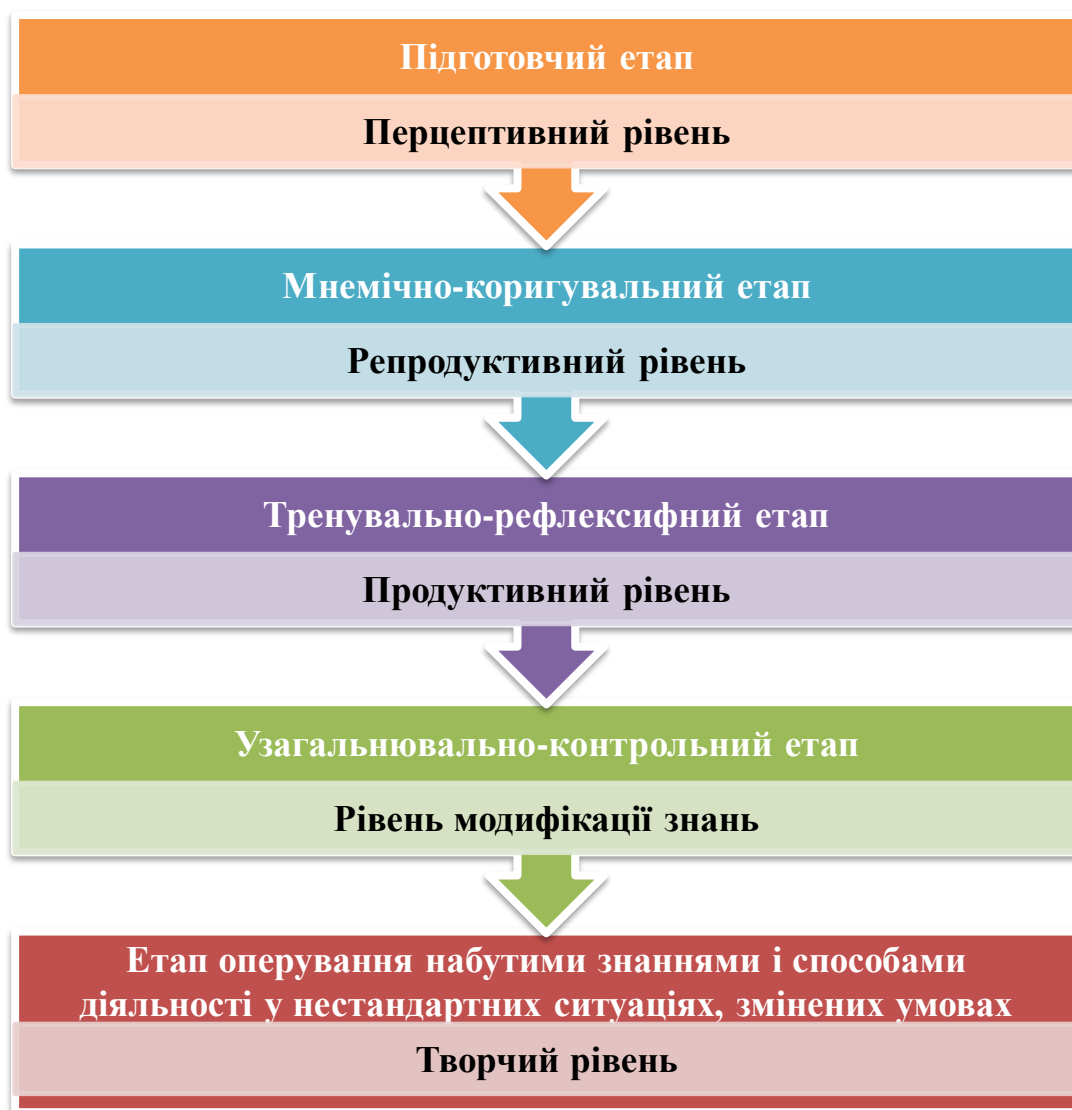 Підготовчий етап
Перцептивний рівень
Мнемічно-коригувальний етап
Репродуктивний рівень
Тренувально-рефлексифний етап
Продуктивний рівень
Узагальнювально-контрольний етап
Рівень модифікації знань
Етап оперування набутими знаннями і способами
діяльності у нестандартних ситуаціях, змінених умовах
Творчий рівень